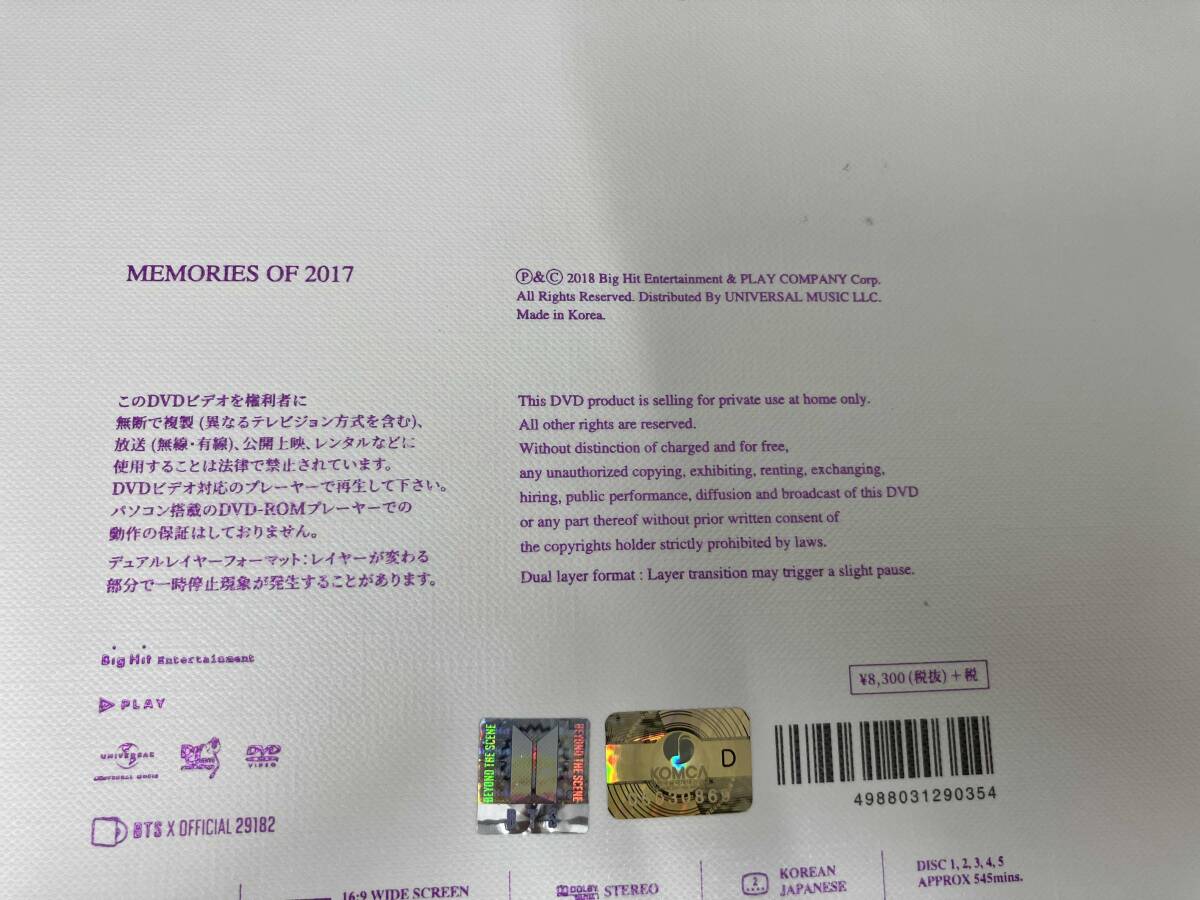 MEMORIES OF 2017
Ⓟ&Ⓒ 2018 Big Hit Entertainment & PLAY COMPANY Corp.
All Rights Reserved. Distributed By UNIVERSAL MUSIC LLC.
Made in Korea.
このDVDビデオを権利者に
無断で複製 (異なるテレビジョン方式を含む)、
放送 (無線・有線)、公開上映、レンタルなどに
使用することは法律で禁止されています。
DVDビデオ対応のプレーヤーで再生して下さい。
パソコン搭載のDVD-ROMプレーヤーでの
動作の保証はしておりません。
デュアルレイヤーフォーマット:レイヤーが変わる
部分で一時停止現象が発生することがあります。
This DVD product is selling for private use at home only.
All other rights are reserved.
Without distinction of charged and for free,
any unauthorized copying, exhibiting, renting, exchanging,
hiring, public performance, diffusion and broadcast of this DVD
or any part thereof without prior written consent of
the copyrights holder strictly prohibited by laws.
Dual layer format : Layer transition may trigger a slight pause.
Big Hit Entertainment
PLAY
UNIVERSAL
UNIVERSAL MUSIC
DVD
VIDEO
BTS X OFFICIAL 29182
BEYOND THE SCENE
BEYOND THE SCENE
BTS
KOMCA
D
¥8,300 (税抜) + 税
4988031290354
16:9 WIDE SCREEN
DOLBY
STEREO
2
KOREAN
JAPANESE
DISC 1, 2, 3, 4, 5
APPROX 545mins.